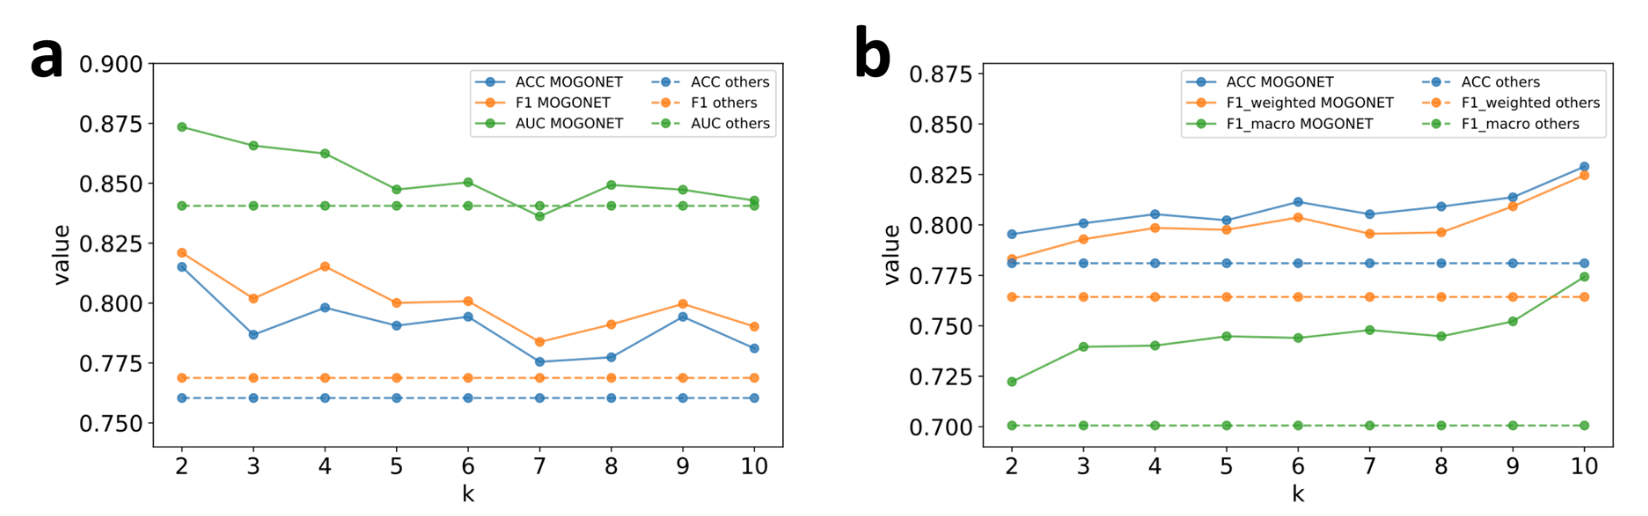 a
0.900
0.875
0.850
0.825
0.800
0.775
0.750
value
2 3 4 5 6 7 8 9 10
k
ACC MOGONET ACC others
F1 MOGONET F1 others
AUC MOGONET AUC others
b
0.875
0.850
0.825
0.800
0.775
0.750
0.725
0.700
value
2 3 4 5 6 7 8 9 10
k
ACC MOGONET ACC others
F1_weighted MOGONET F1_weighted others
F1_macro MOGONET F1_macro others